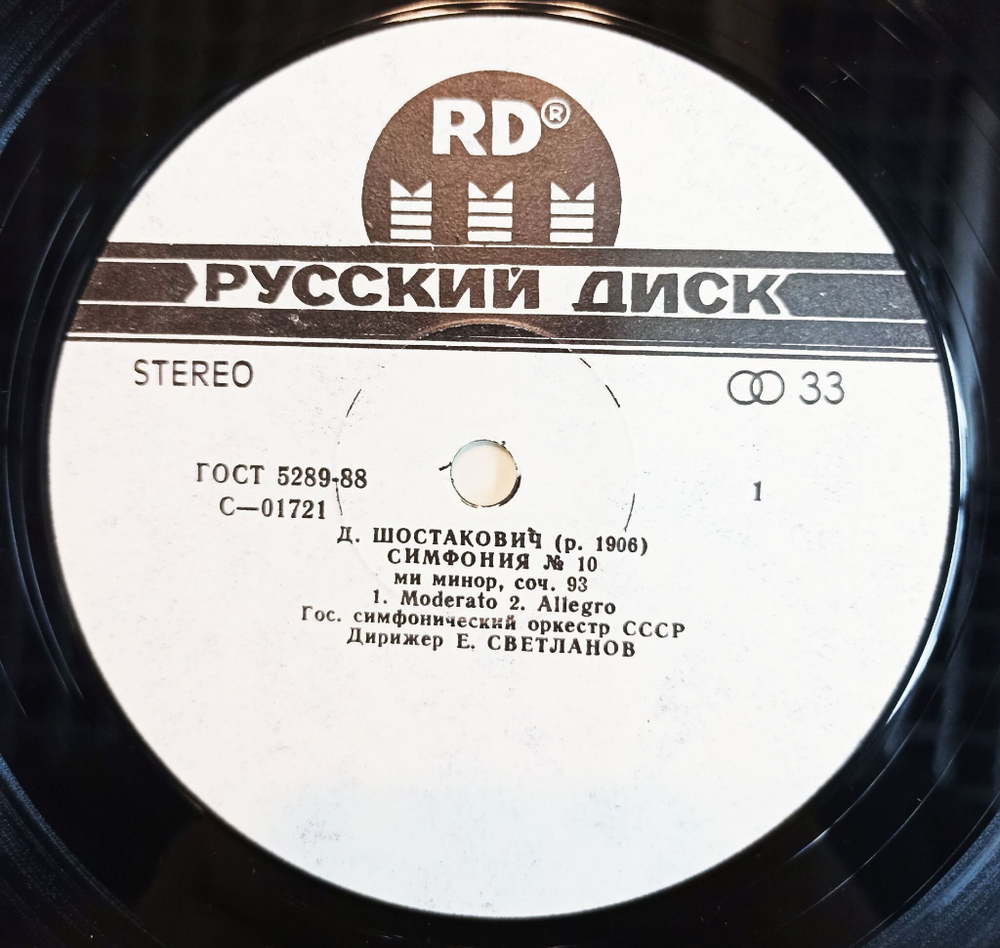 RD®
РУССКИЙ ДИСК
STEREO
33
ГОСТ 5289-88
С—01721
1
Д. ШОСТАКОВИЧ (р. 1906)
СИМФОНИЯ № 10
ми минор, соч. 93
1. Moderato 2. Allegro
Гос. симфонический оркестр СССР
Дирижер Е. СВЕТЛАНОВ